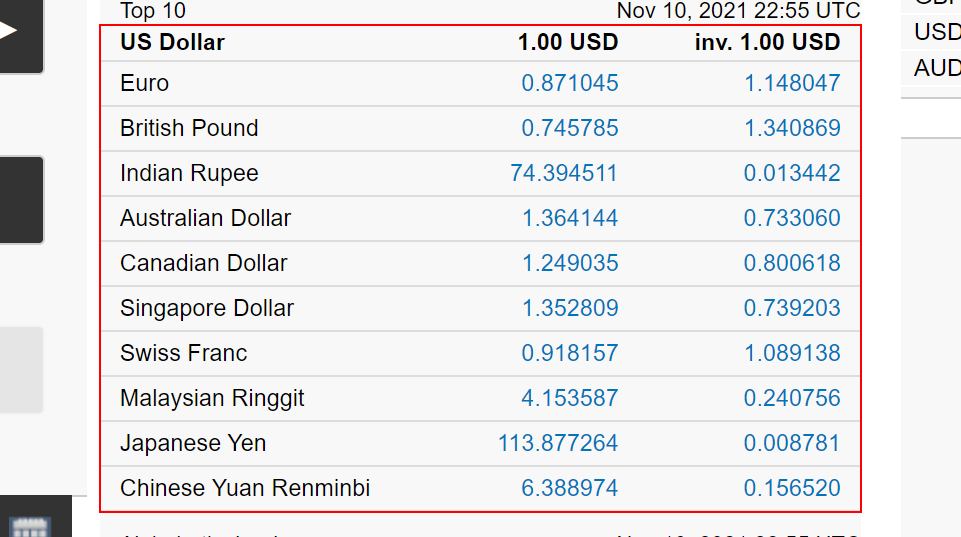 Top 10 Nov 10, 2021 22:55 UTC
US Dollar 1.00 USD inv. 1.00 USD
Euro 0.871045 1.148047
British Pound 0.745785 1.340869
Indian Rupee 74.394511 0.013442
Australian Dollar 1.364144 0.733060
Canadian Dollar 1.249035 0.800618
Singapore Dollar 1.352809 0.739203
Swiss Franc 0.918157 1.089138
Malaysian Ringgit 4.153587 0.240756
Japanese Yen 113.877264 0.008781
Chinese Yuan Renminbi 6.388974 0.156520
USD
AUD